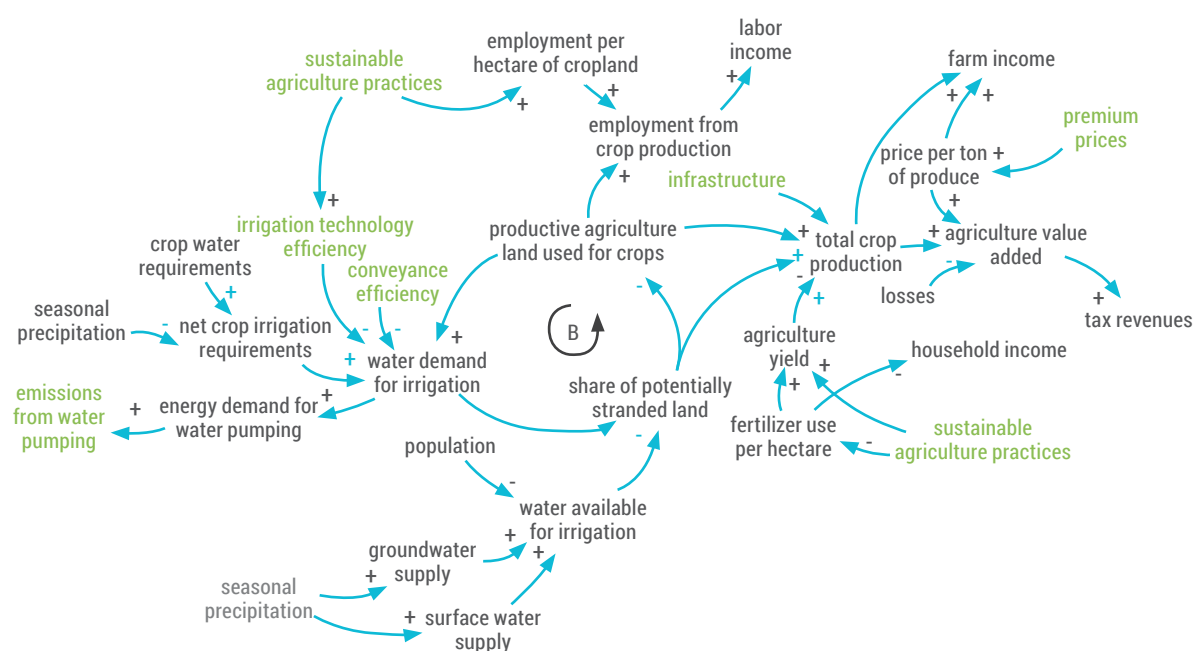 labor
income
employment per
hectare of cropland
sustainable
agriculture practices
farm income
+
+
+
+
+
+
premium
prices
employment from
crop production
price per ton
of produce
+
infrastructure
+
+
+
irrigation technology
efficiency
productive agriculture
land used for crops
crop water
requirements
conveyance
efficiency
+
total crop
production
+
agriculture value
added
+
-
-
-
losses
+
seasonal
precipitation
-
net crop irrigation
requirements
-
-
+
B
+
+
tax revenues
+
water demand
for irrigation
agriculture
yield
household income
share of potentially
stranded land
+
+
-
emissions
from water
pumping
+
energy demand for
water pumping
+
fertilizer use
per hectare
-
sustainable
agriculture practices
-
population
-
water available
for irrigation
+
+
groundwater
supply
+
seasonal
precipitation
+
surface water
supply